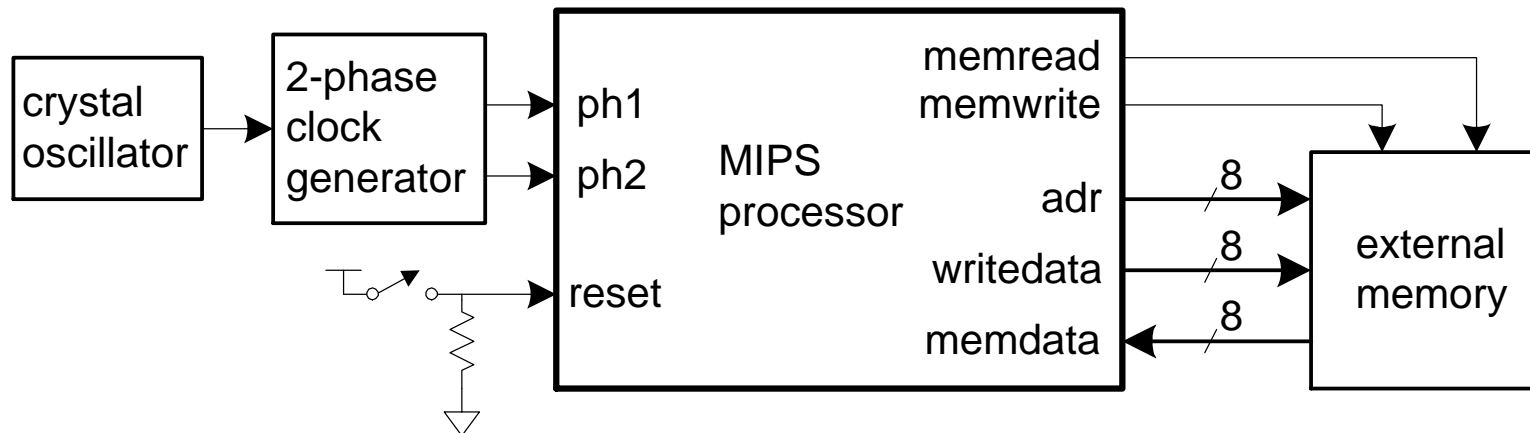 crystal
oscillator
2-phase
clock
generator
ph1
ph2
reset
MIPS
processor
memread
memwrite
adr
writedata
memdata
8
8
8
external
memory